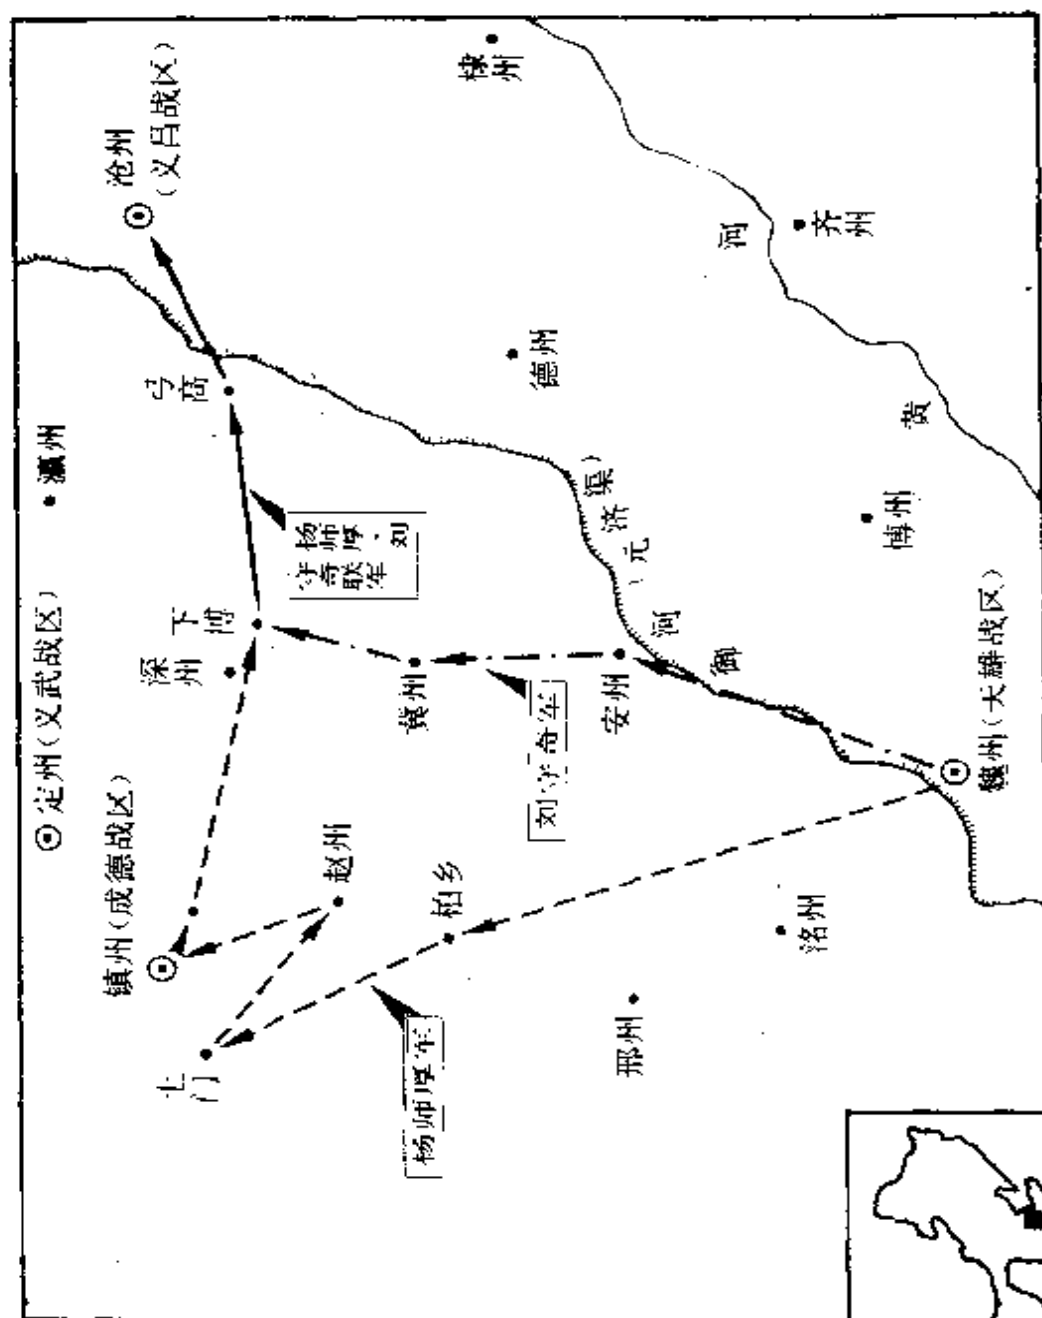 定州(义武战区)
瀛州
镇州(成德战区)
沧州
(义昌战区)
深州
下博
弓高
土门
赵州
杨师厚、刘
守奇联军
冀州
柏乡
杨师厚军
刘守奇军
安州
德州
棣州
邢州
洺州
御河
(元济渠)
博州
齐州
黄河
魏州(天雄战区)